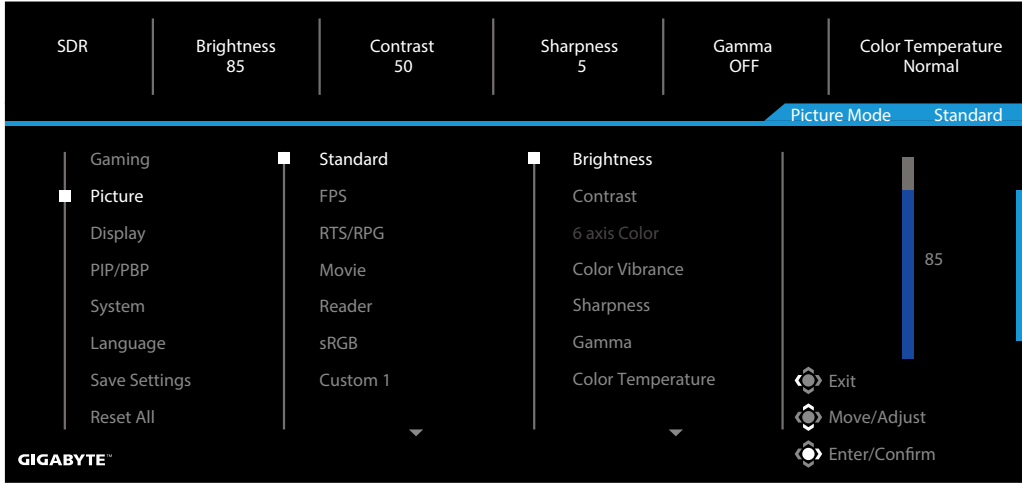 SDR
Brightness
85
Contrast
50
Sharpness
5
Gamma
OFF
Color Temperature
Normal
Picture Mode Standard
Gaming
Picture
Display
PIP/PBP
System
Language
Save Settings
Reset All
Standard
FPS
RTS/RPG
Movie
Reader
sRGB
Custom 1
Brightness
Contrast
6 axis Color
Color Vibrance
Sharpness
Gamma
Color Temperature
85
Exit
Move/Adjust
Enter/Confirm
GIGABYTE™